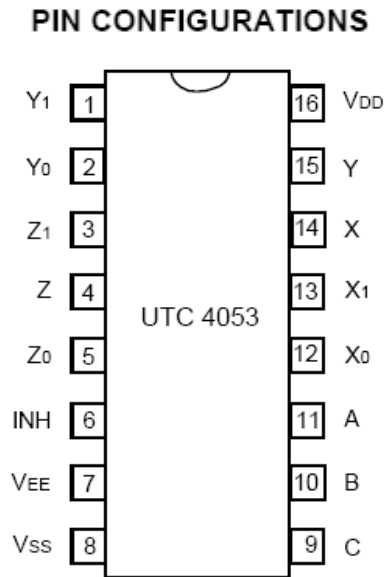 PIN CONFIGURATIONS
Y1 1 16 VDD
Y0 2 15 Y
Z1 3 14 X
Z 4 13 X1
UTC 4053
Z0 5 12 X0
INH 6 11 A
VEE 7 10 B
VSS 8 9 C